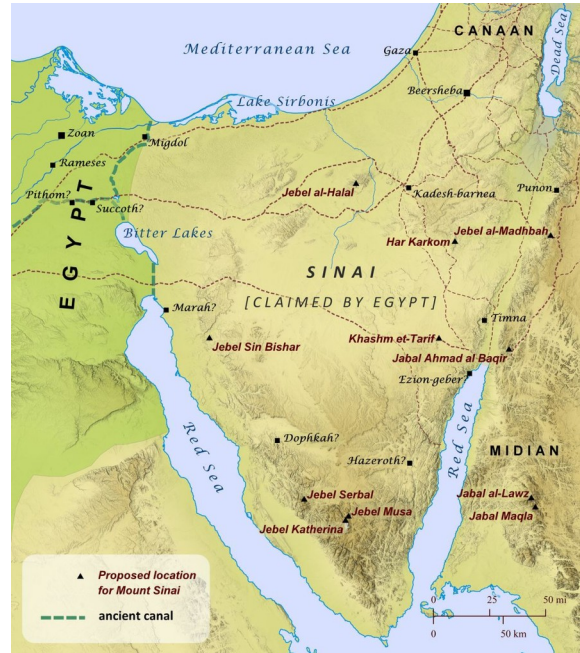 Mediterranean Sea
CANAAN
Gaza
Dead Sea
Beersheba
Lake Sirbonis
Zoan
Migdol
Rameses
Pithom?
Succoth?
Jebel al-Halal
Kadesh-barnea
Punon
EGYPT
Bitter Lakes
Har Karkom
Jebel al-Madhbah
SINAI
[CLAIMED BY EGYPT]
Marah?
Timna
Jebel Sin Bishar
Khashm et-Tarif
Jabal Ahmad al Baqir
Ezion-geber?
Red Sea
Dophkah?
Hazeroth?
Red Sea
MIDIAN
Jebel Serbal
Jebel Musa
Jebel Katherina
Jabal al-Lawz
Jabal Maqla
Proposed location
for Mount Sinai
ancient canal
0 25 50 mi
0 50 km